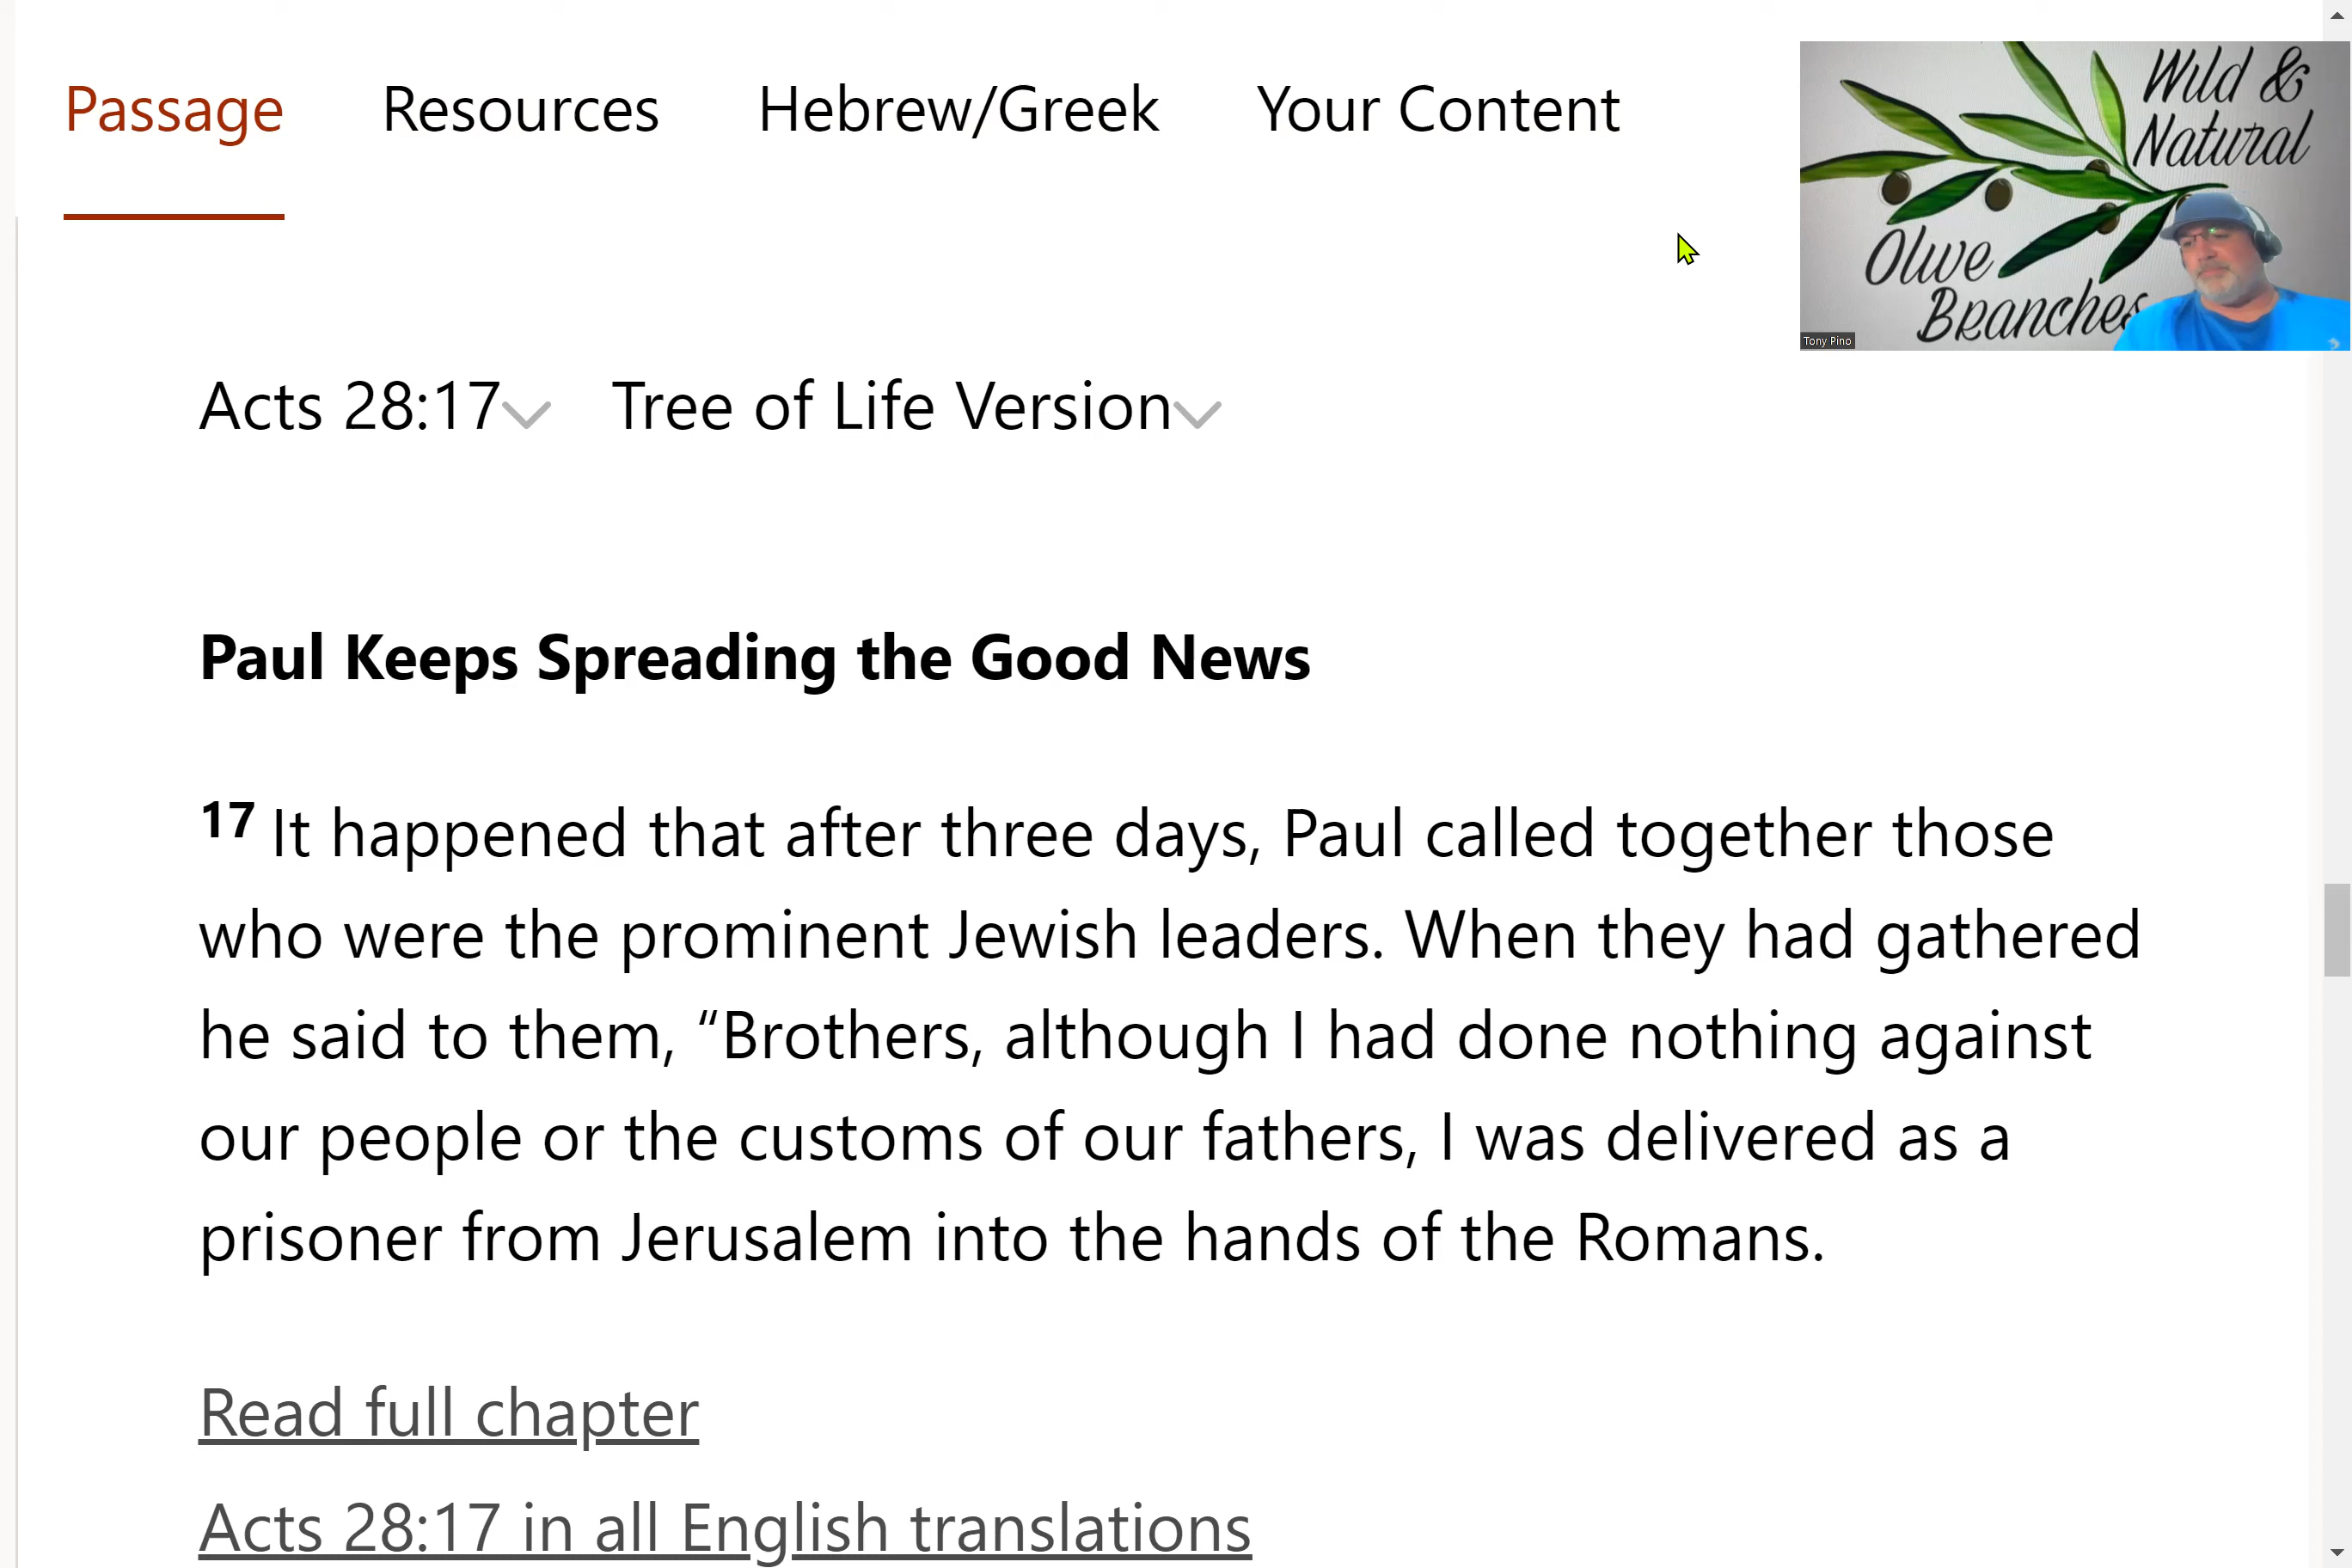 Passage Resources Hebrew/Greek Your Content
Wild &
Natural
Olive
Branches
Tony Pino
Acts 28:17 Tree of Life Version
Paul Keeps Spreading the Good News
17 It happened that after three days, Paul called together those
who were the prominent Jewish leaders. When they had gathered
he said to them, “Brothers, although I had done nothing against
our people or the customs of our fathers, I was delivered as a
prisoner from Jerusalem into the hands of the Romans.
Read full chapter
Acts 28:17 in all English translations